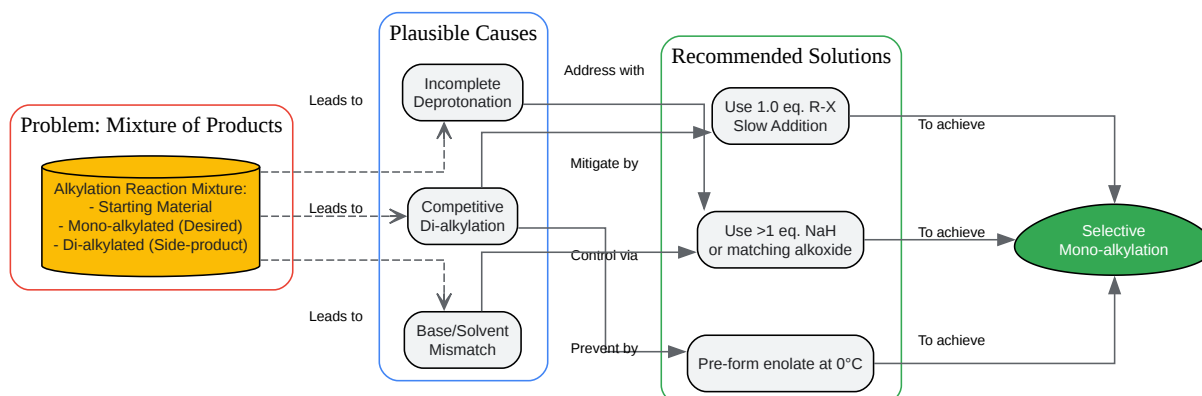 Problem: Mixture of Products
Alkylation Reaction Mixture:
- Starting Material
- Mono-alkylated (Desired)
- Di-alkylated (Side-product)
Leads to
Leads to
Leads to
Plausible Causes
Incomplete
Deprotonation
Competitive
Di-alkylation
Base/Solvent
Mismatch
Address with
Mitigate by
Control via
Prevent by
Recommended Solutions
Use 1.0 eq. R-X
Slow Addition
Use >1 eq. NaH
or matching alkoxide
Pre-form enolate at 0°C
To achieve
To achieve
To achieve
Selective
Mono-alkylation